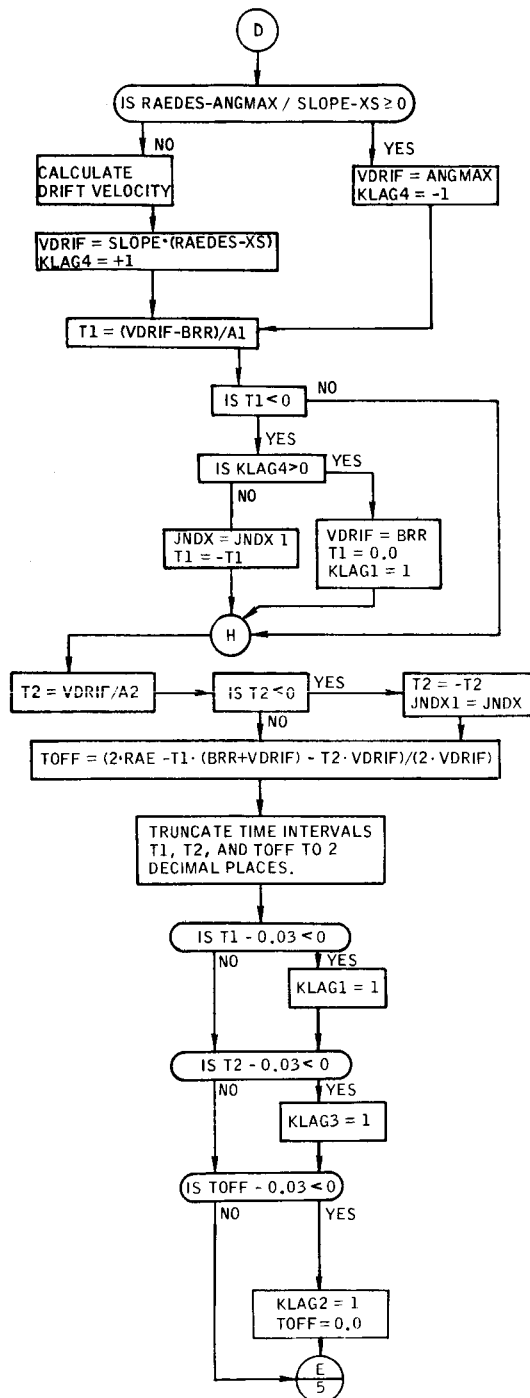 D
IS RAEDES-ANGMAX / SLOPE-XS ≥ 0
NO
YES
CALCULATE
DRIFT VELOCITY
VDRIF = ANGMAX
KLAG4 = -1
VDRIF = SLOPE·(RAEDES-XS)
KLAG4 = +1
T1 = (VDRIF-BRR)/A1
IS T1 < 0
NO
YES
IS KLAG4>0
YES
NO
JNDX = JNDX 1
T1 = -T1
VDRIF = BRR
T1 = 0.0
KLAG1 = 1
H
T2 = VDRIF/A2
IS T2 < 0
YES
T2 = -T2
JNDX1 = JNDX
NO
TOFF = (2·RAE -T1· (BRR+VDRIF) - T2· VDRIF)/(2· VDRIF)
TRUNCATE TIME INTERVALS
T1, T2, AND TOFF TO 2
DECIMAL PLACES.
IS T1 - 0.03 < 0
NO
YES
KLAG1 = 1
IS T2 - 0.03 < 0
NO
YES
KLAG3 = 1
IS TOFF - 0.03 < 0
NO
YES
KLAG2 = 1
TOFF = 0.0
E
5